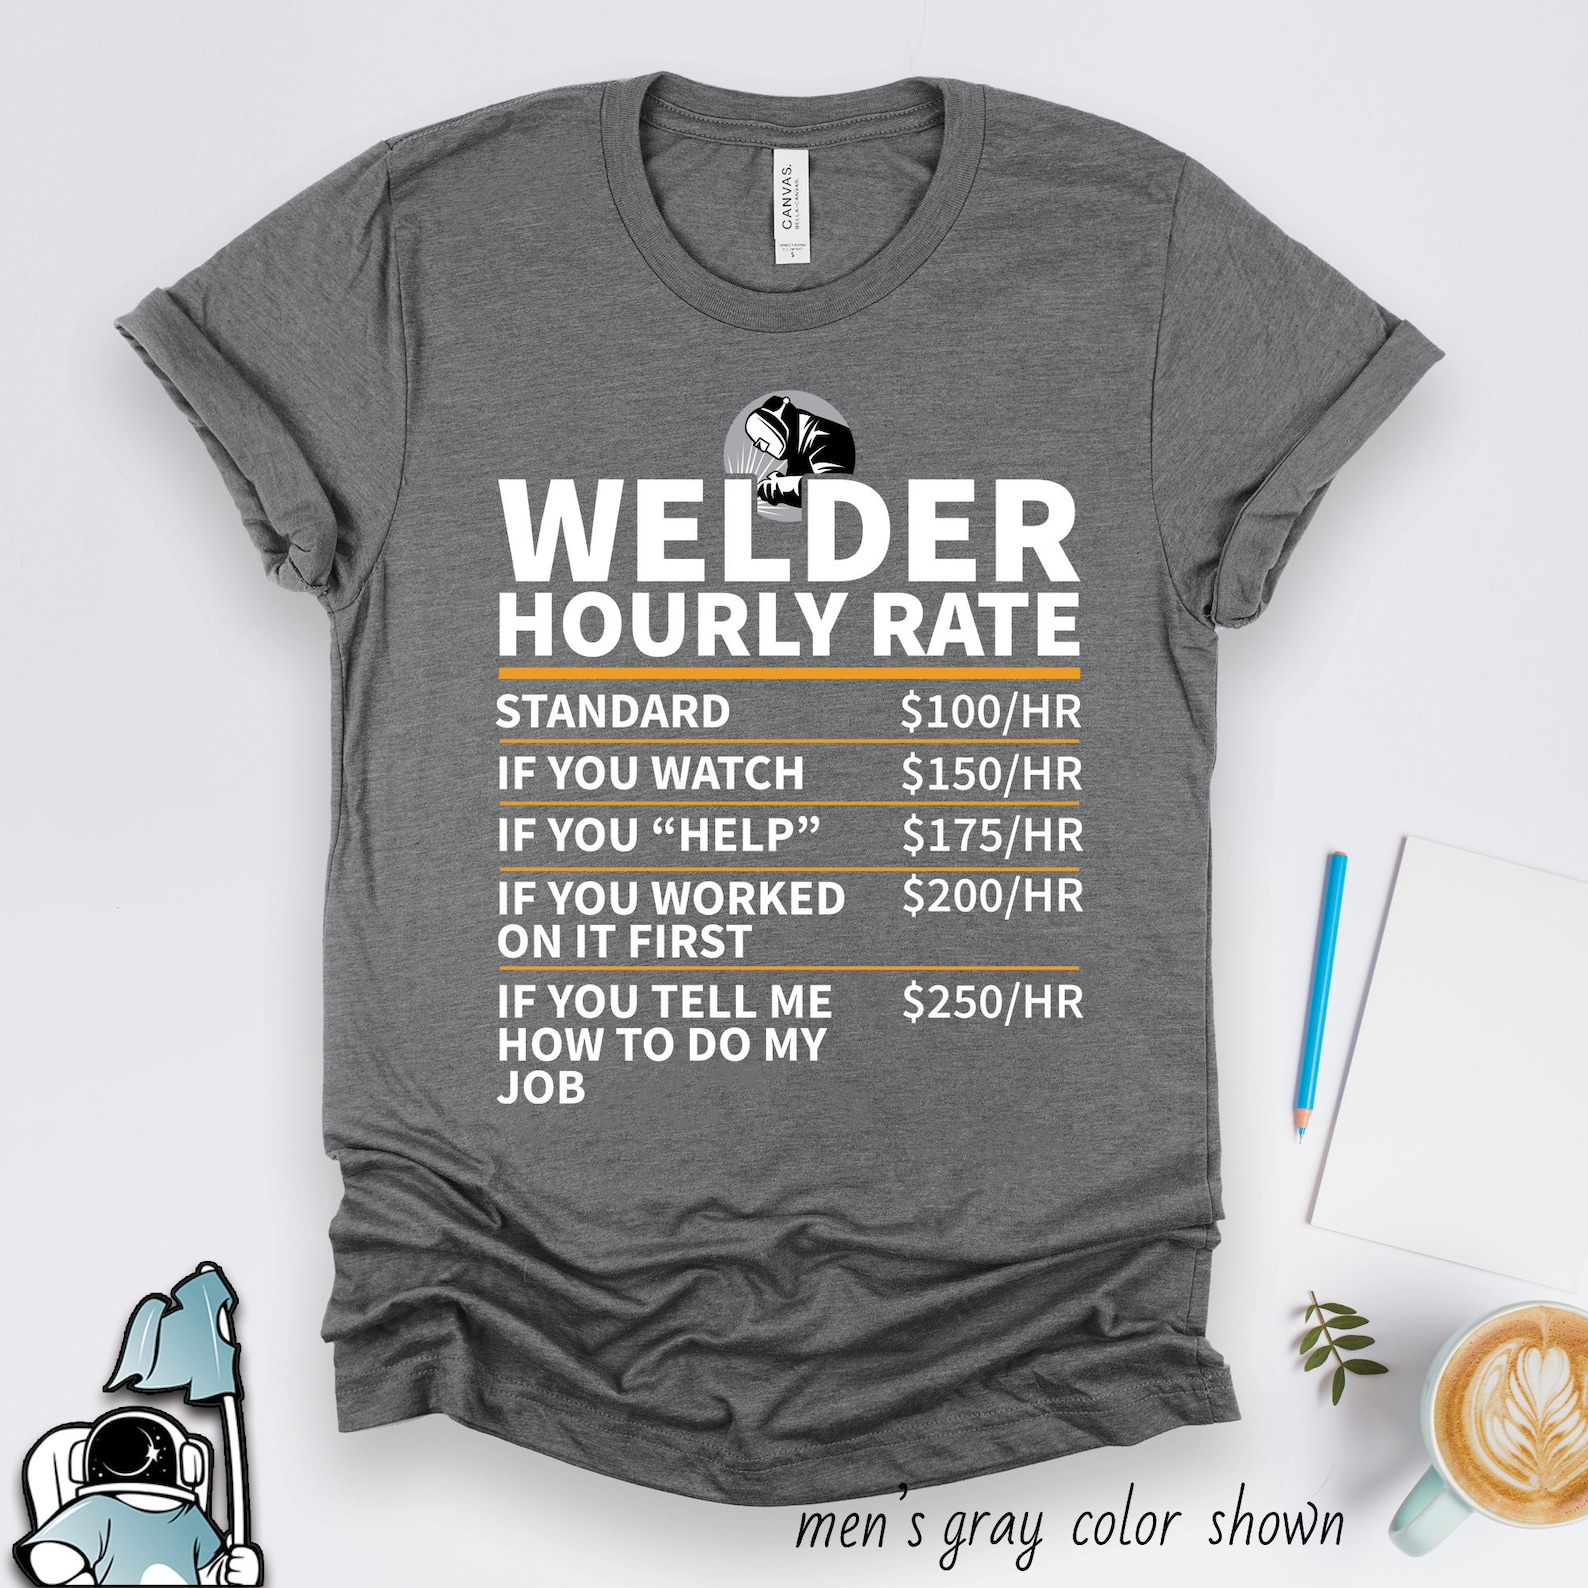 CANVAS.
BELLA+CANVAS.
S
WELDER
HOURLY RATE
STANDARD $100/HR
IF YOU WATCH $150/HR
IF YOU “HELP” $175/HR
IF YOU WORKED $200/HR
ON IT FIRST
IF YOU TELL ME $250/HR
HOW TO DO MY
JOB
men's gray color shown